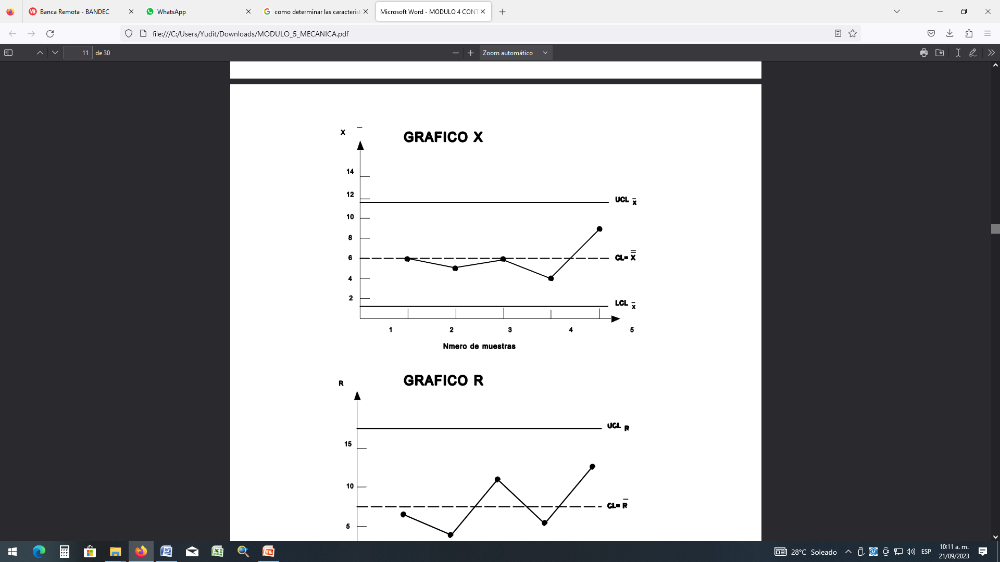 Banca Remota - BANDEC
WhatsApp
como determinar las caracterist
Microsoft Word - MODULO 4 CONT
file:///C:/Users/Yudit/Downloads/MODULO_5_MECANICA.pdf
11 de 30
Zoom automático
X
GRAFICO X
14
12
UCL x
10
8
6
CL= X
4
2
LCL x
1 2 3 4 5
Nmero de muestras
GRAFICO R
R
UCL R
15
10
CL= R
5
28°C Soleado
ESP
10:11 a. m.
21/09/2023